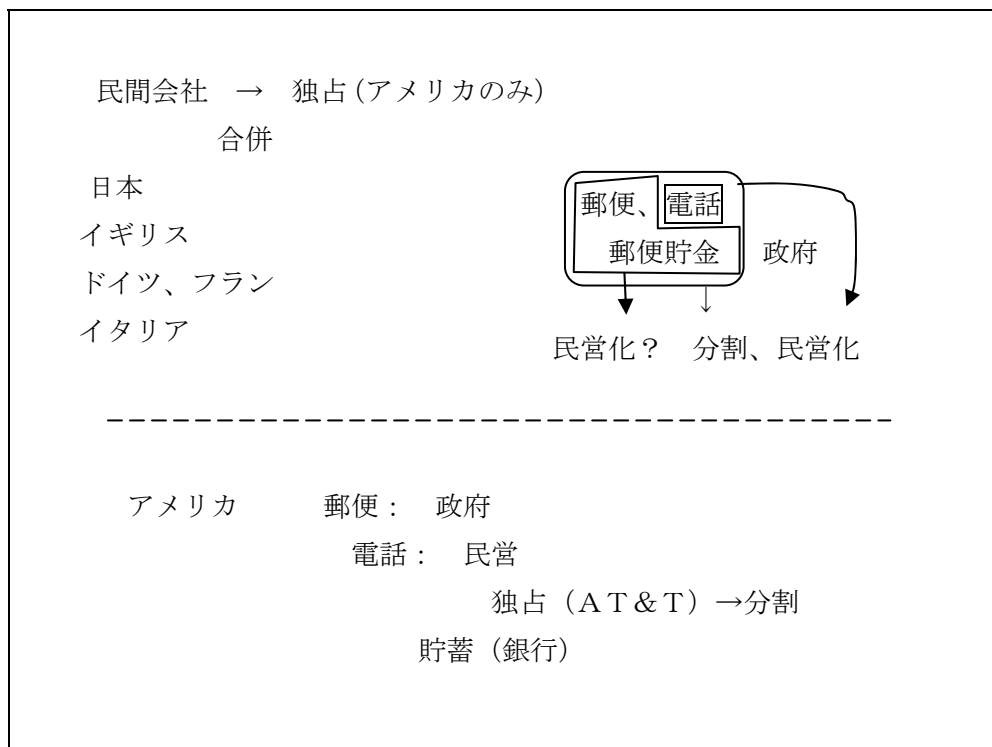 民間会社 → 独占(アメリカのみ)
合併
日本
イギリス
ドイツ、フラン
イタリア
郵便、電話
郵便貯金 政府
↓
民営化? 分割、民営化
アメリカ 郵便: 政府
電話: 民営
独占(AT&T)→分割
貯蓄(銀行)